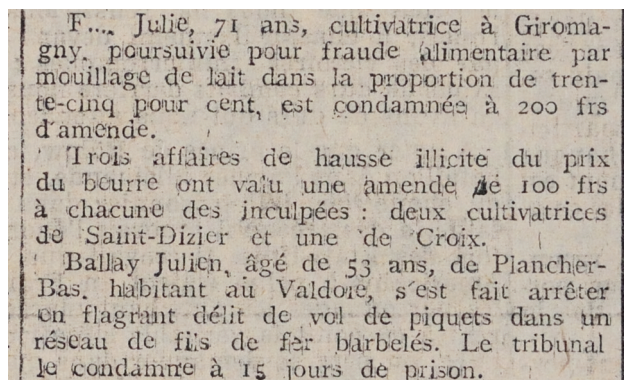 F..., Julie, 71 ans, cultivatrice à Giroma-
gny, poursuivie pour fraude alimentaire par
mouillage de lait dans la proportion de tren-
te-cinq pour cent, est condamnée à 200 frs
d'amende.
Trois affaires de hausse illicite du prix
du beurre ont valu une amende de 100 frs
à chacune des inculpées : deux cultivatrices
de Saint-Dizier et une de Croix.
Ballay Julien, âgé de 53 ans, de Plancher-
Bas, habitant au Valdoie, s'est fait arrêter
en flagrant délit de vol de piquets dans un
réseau de fils de fer barbelés. Le tribunal
le condamne à 15 jours de prison.